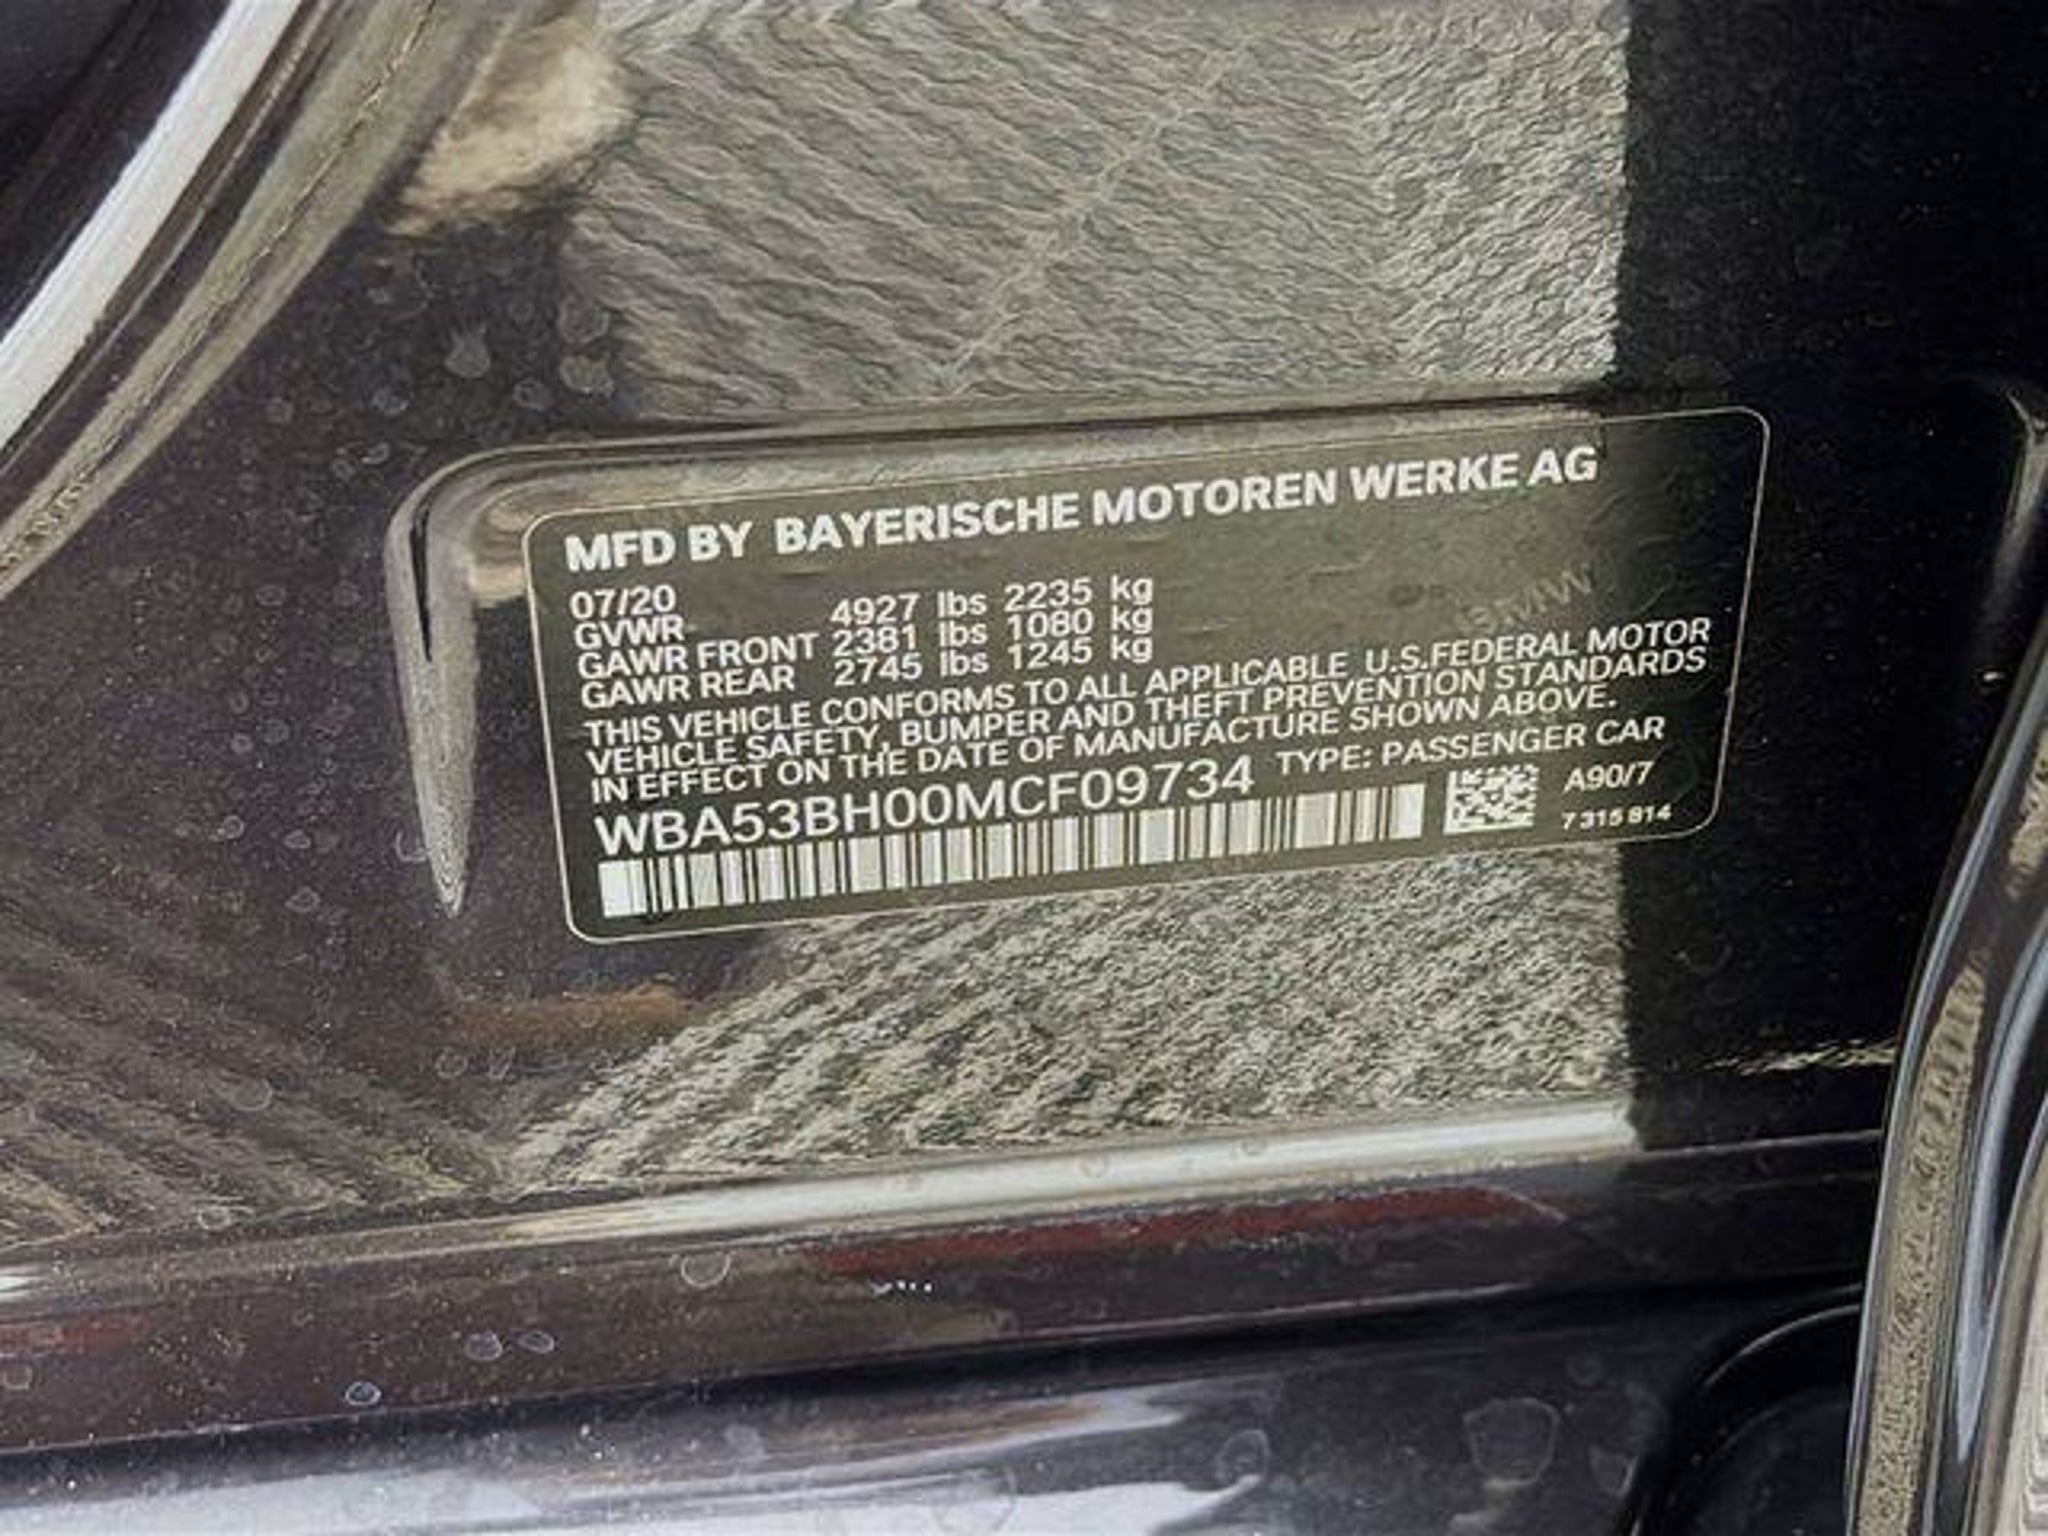 MFD BY BAYERISCHE MOTOREN WERKE AG
07/20
GVWR 4927 lbs 2235 kg
GAWR FRONT 2381 lbs 1080 kg
GAWR REAR 2745 lbs 1245 kg
BMW
THIS VEHICLE CONFORMS TO ALL APPLICABLE U.S.FEDERAL MOTOR
VEHICLE SAFETY, BUMPER AND THEFT PREVENTION STANDARDS
IN EFFECT ON THE DATE OF MANUFACTURE SHOWN ABOVE.
WBA53BH00MCF09734 TYPE: PASSENGER CAR
A90/7
7 315 814